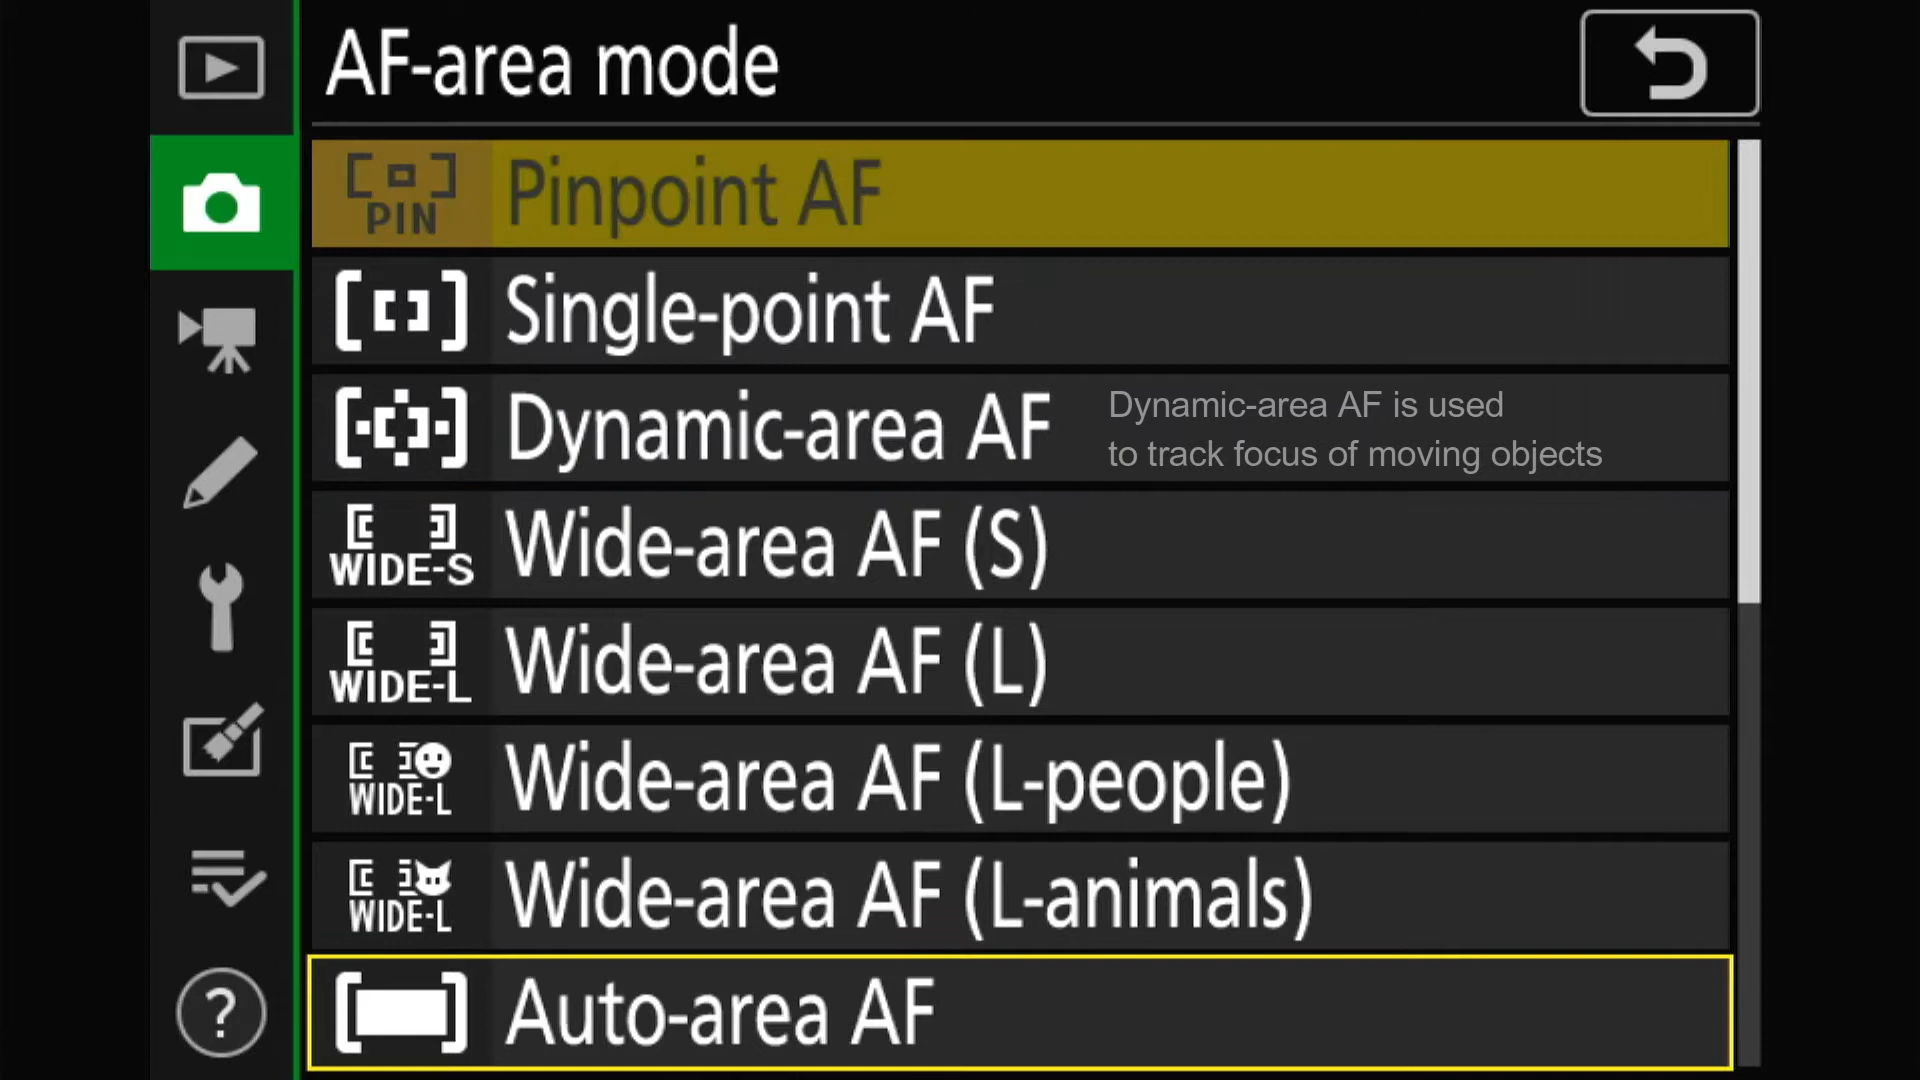 AF-area mode
PIN Pinpoint AF
Single-point AF
Dynamic-area AF
Dynamic-area AF is used
to track focus of moving objects
WIDE-S Wide-area AF (S)
WIDE-L Wide-area AF (L)
WIDE-L Wide-area AF (L-people)
WIDE-L Wide-area AF (L-animals)
? Auto-area AF